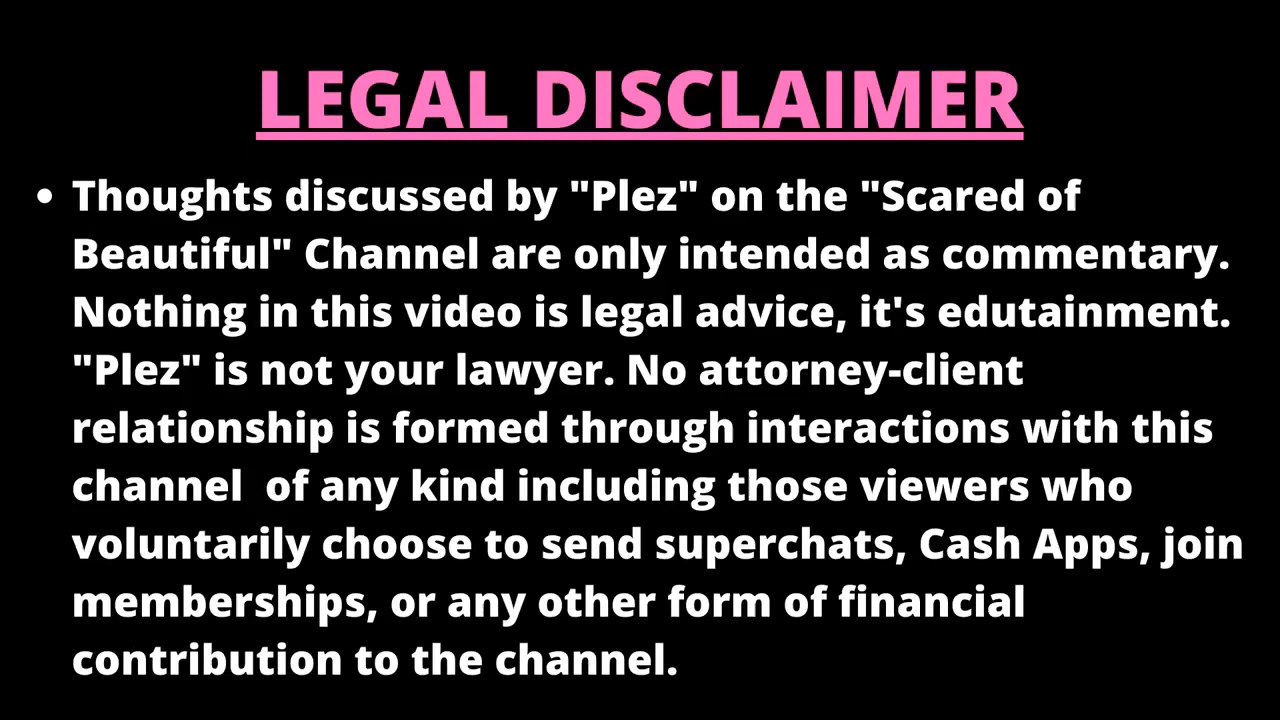 LEGAL DISCLAIMER
• Thoughts discussed by "Plez" on the "Scared of
Beautiful" Channel are only intended as commentary.
Nothing in this video is legal advice, it's edutainment.
"Plez" is not your lawyer. No attorney-client
relationship is formed through interactions with this
channel  of any kind including those viewers who
voluntarily choose to send superchats, Cash Apps, join
memberships, or any other form of financial
contribution to the channel.